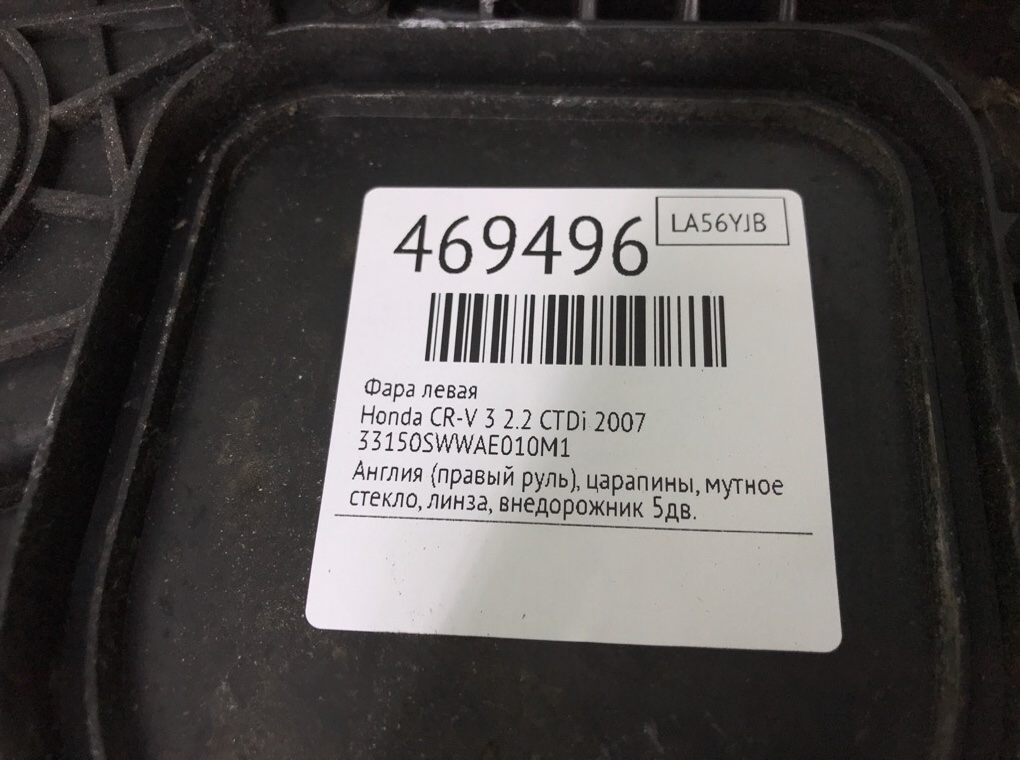 469496
LA56YJB
Фара левая
Honda CR-V 3 2.2 CTDi 2007
33150SWWAE010M1
Англия (правый руль), царапины, мутное
стекло, линза, внедорожник 5дв.